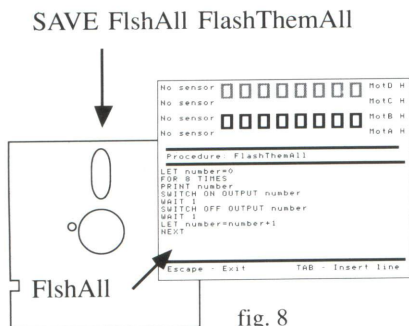 SAVE FlshAll FlashThemAll
No sensor MotD H
No sensor MotC H
No sensor MotB H
No sensor MotA H
Procedure: FlashThemAll
LET number=0
FOR 8 TIMES
PRINT number
SWITCH ON OUTPUT number
WAIT 1
SWITCH OFF OUTPUT number
WAIT 1
LET number=number+1
NEXT
Escape - Exit TAB - Insert line
FlshAll
fig. 8